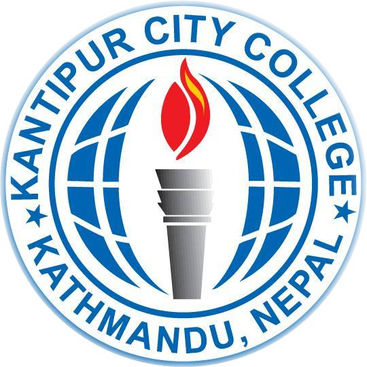 KANTIPUR CITY COLLEGE
KATHMANDU, NEPAL